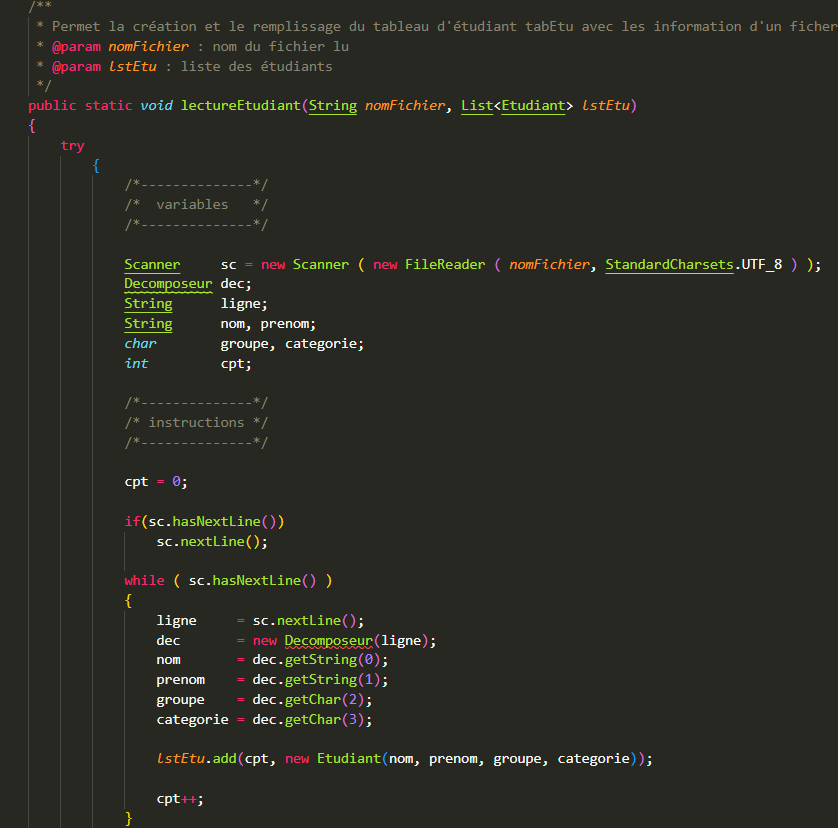 /**
 * Permet la création et le remplissage du tableau d'étudiant tabEtu avec les information d'un ficher
 * @param nomFichier : nom du fichier lu
 * @param lstEtu : liste des étudiants
 */
public static void lectureEtudiant(String nomFichier, List<Etudiant> lstEtu)
{
    try
        {
            /*--------------*/
            /*  variables   */
            /*--------------*/
            Scanner     sc = new Scanner ( new FileReader ( nomFichier, StandardCharsets.UTF_8 ) );
            Decomposeur dec;
            String      ligne;
            String      nom, prenom;
            char        groupe, categorie;
            int         cpt;
            /*--------------*/
            /* instructions */
            /*--------------*/
            cpt = 0;
            if(sc.hasNextLine())
                sc.nextLine();
            while ( sc.hasNextLine() )
            {
                ligne     = sc.nextLine();
                dec       = new Decomposeur(ligne);
                nom       = dec.getString(0);
                prenom    = dec.getString(1);
                groupe    = dec.getChar(2);
                categorie = dec.getChar(3);
                lstEtu.add(cpt, new Etudiant(nom, prenom, groupe, categorie));
                cpt++;
            }